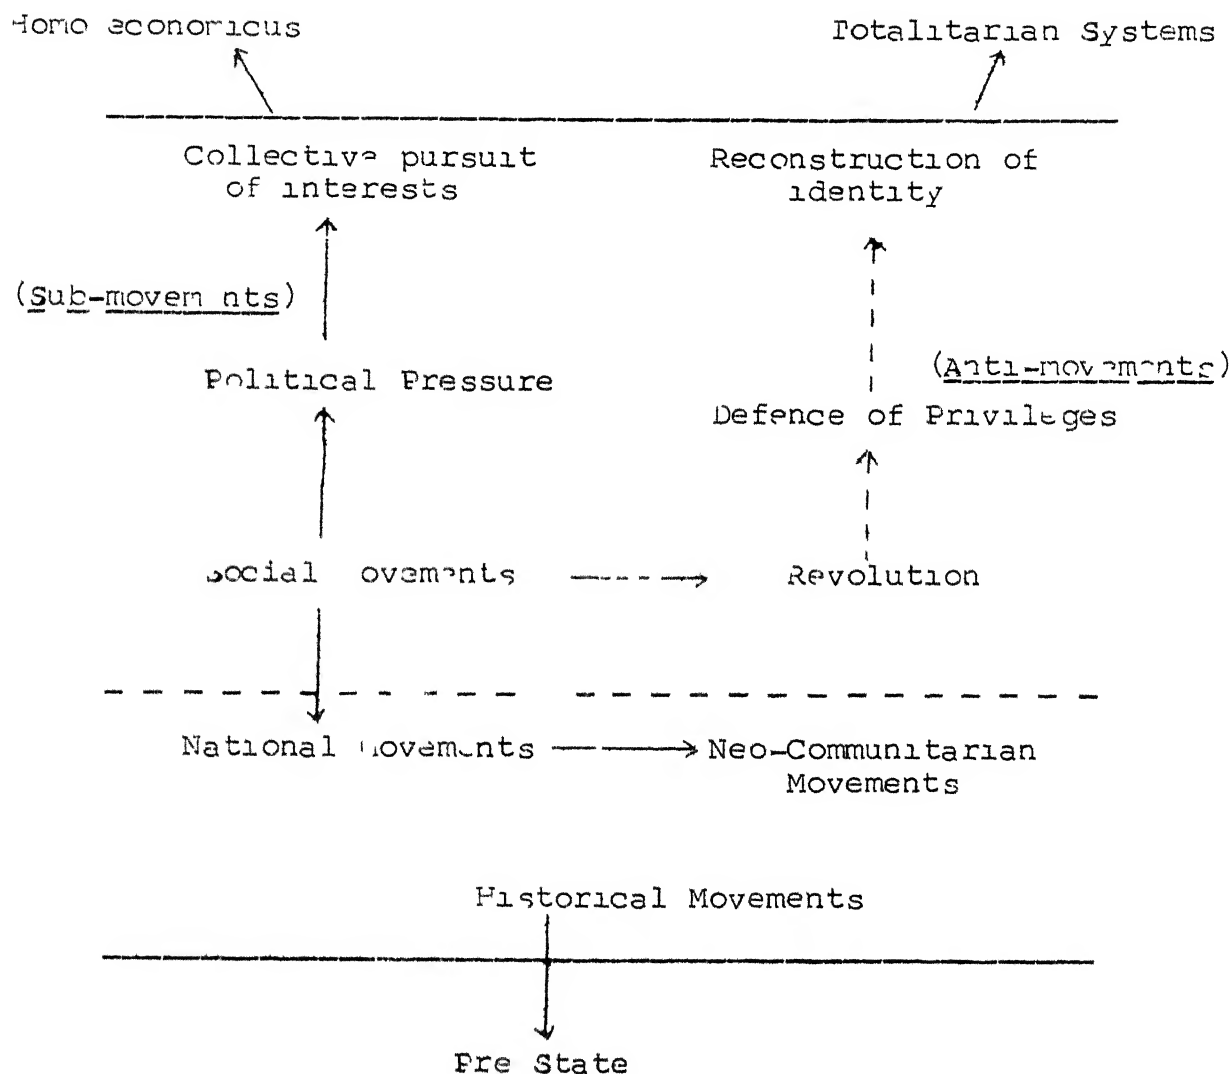 Homo economicus
Totalitarian Systems
Collective pursuit
of interests
Reconstruction of
identity
(Sub-movements)
Political Pressure
(Anti-movements)
Defence of Privileges
Social Movements
Revolution
National Movements
Neo-Communitarian
Movements
Historical Movements
Pre State